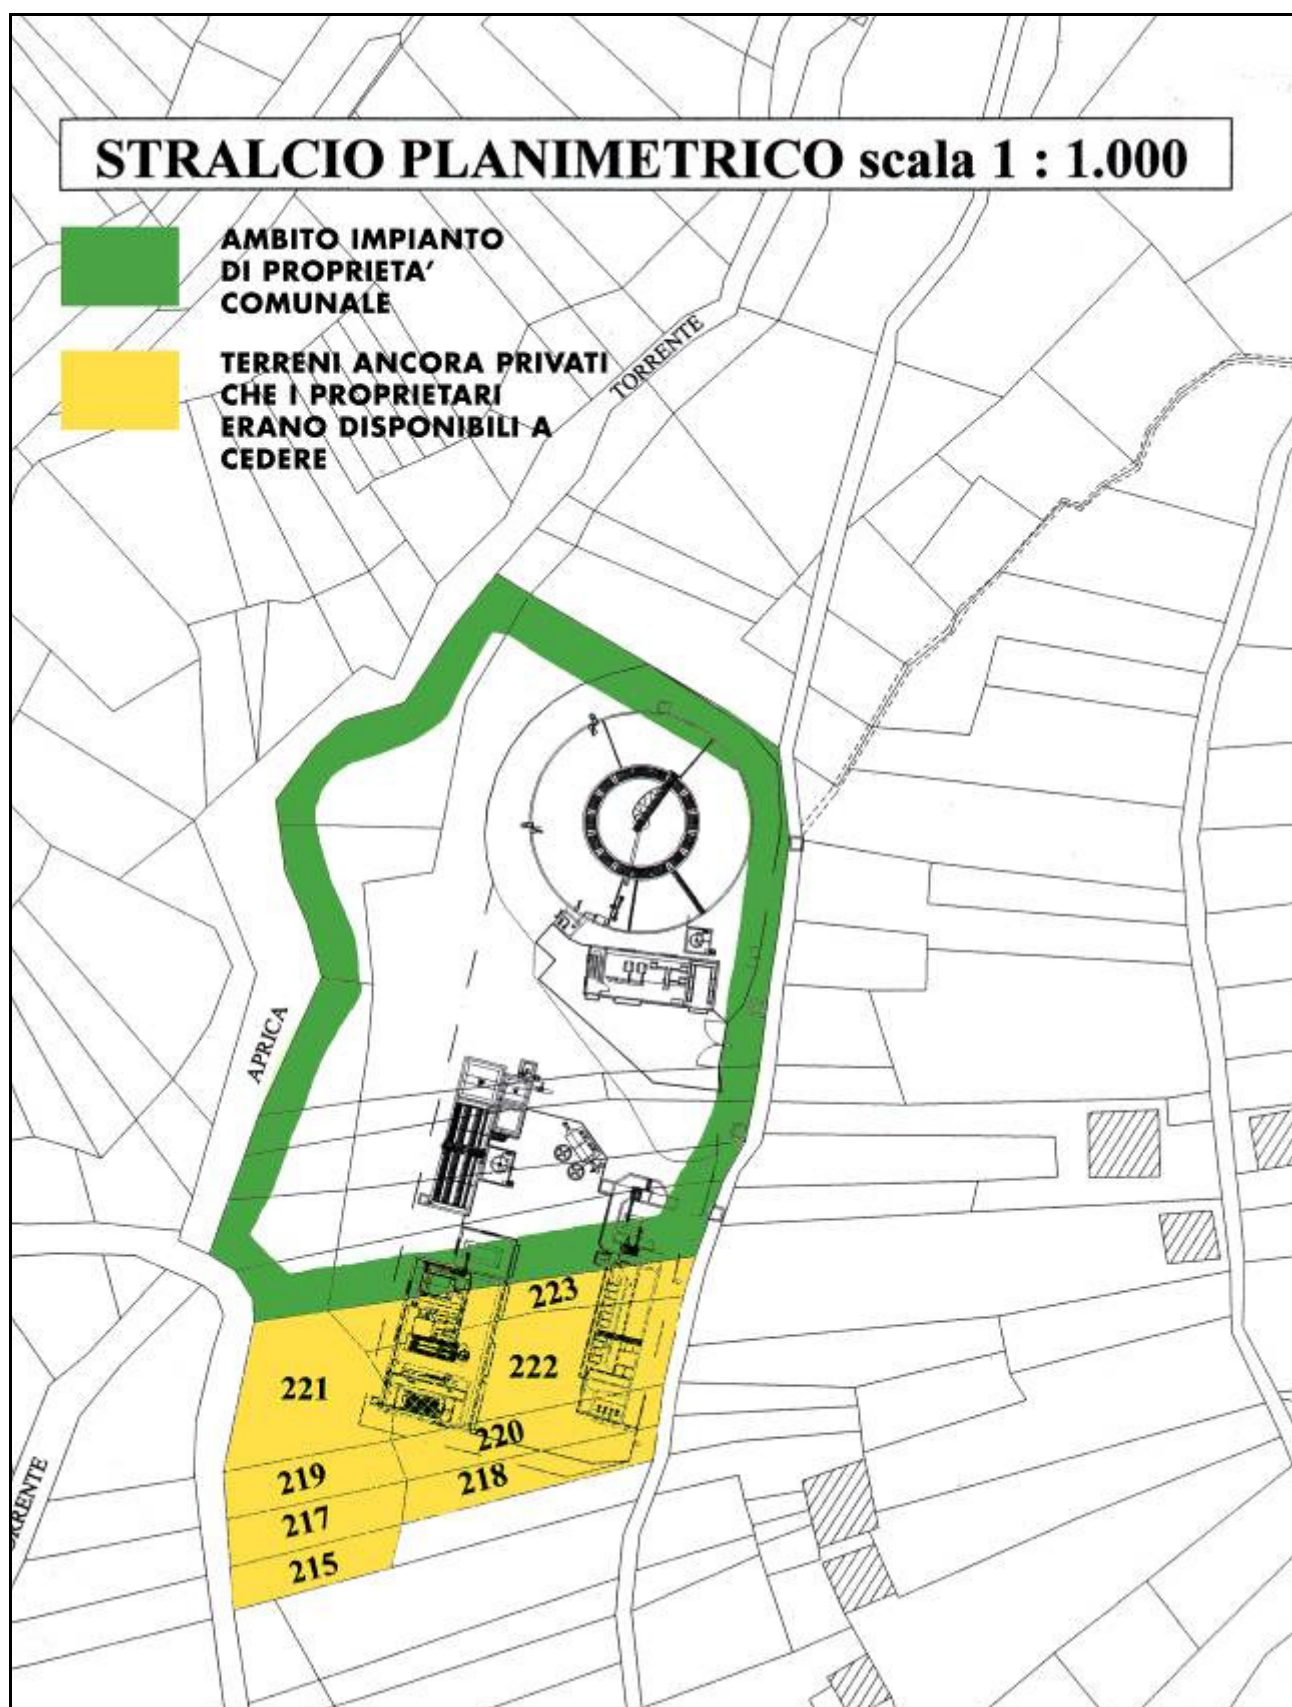 STRALCIO PLANIMETRICO scala 1 : 1.000
AMBITO IMPIANTO
DI PROPRIETA'
COMUNALE
TERRENI ANCORA PRIVATI
CHE I PROPRIETARI
ERANO DISPONIBILI A
CEDERE
TORRENTE
APRICA
223
221
222
220
219
218
217
215
ORRENTE